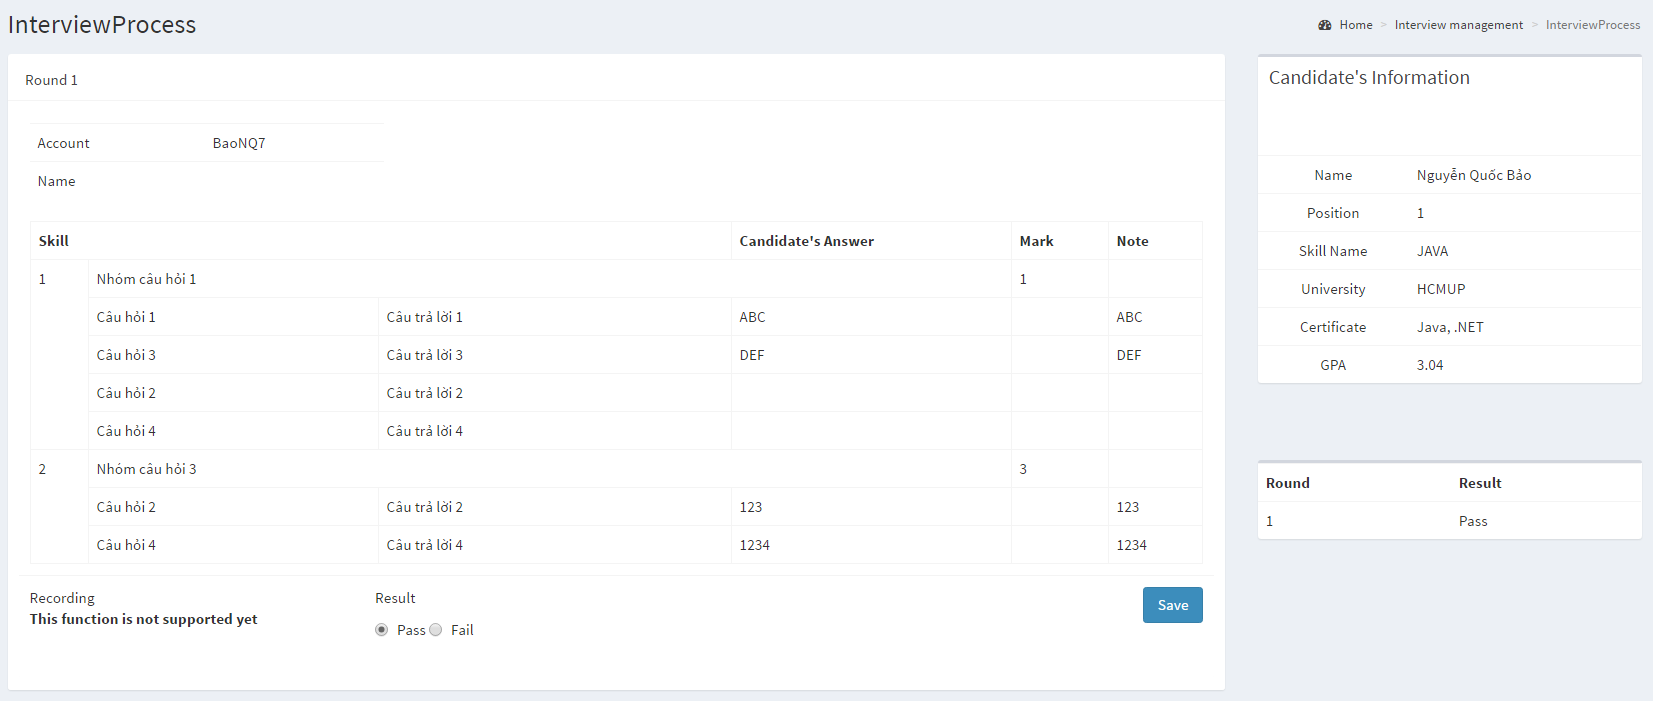 InterviewProcess
Home > Interview management > InterviewProcess
Round 1
Account BaoNQ7
Name
Skill Candidate's Answer Mark Note
1 Nhóm câu hỏi 1 1
Câu hỏi 1 Câu trả lời 1 ABC ABC
Câu hỏi 3 Câu trả lời 3 DEF DEF
Câu hỏi 2 Câu trả lời 2
Câu hỏi 4 Câu trả lời 4
2 Nhóm câu hỏi 3 3
Câu hỏi 2 Câu trả lời 2 123 123
Câu hỏi 4 Câu trả lời 4 1234 1234
Recording
This function is not supported yet
Result
Pass Fail
Save
Candidate's Information
Name Nguyễn Quốc Bảo
Position 1
Skill Name JAVA
University HCMUP
Certificate Java, .NET
GPA 3.04
Round Result
1 Pass